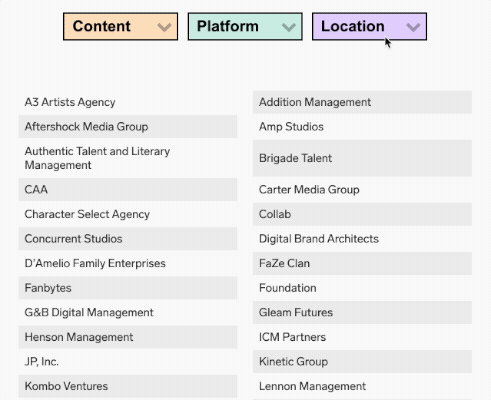 Content
Platform
Location
A3 Artists Agency
Addition Management
Aftershock Media Group
Amp Studios
Authentic Talent and Literary
Management
Brigade Talent
CAA
Carter Media Group
Character Select Agency
Collab
Concurrent Studios
Digital Brand Architects
D'Amelio Family Enterprises
FaZe Clan
Fanbytes
Foundation
G&B Digital Management
Gleam Futures
Henson Management
ICM Partners
JP, Inc.
Kinetic Group
Kombo Ventures
Lennon Management